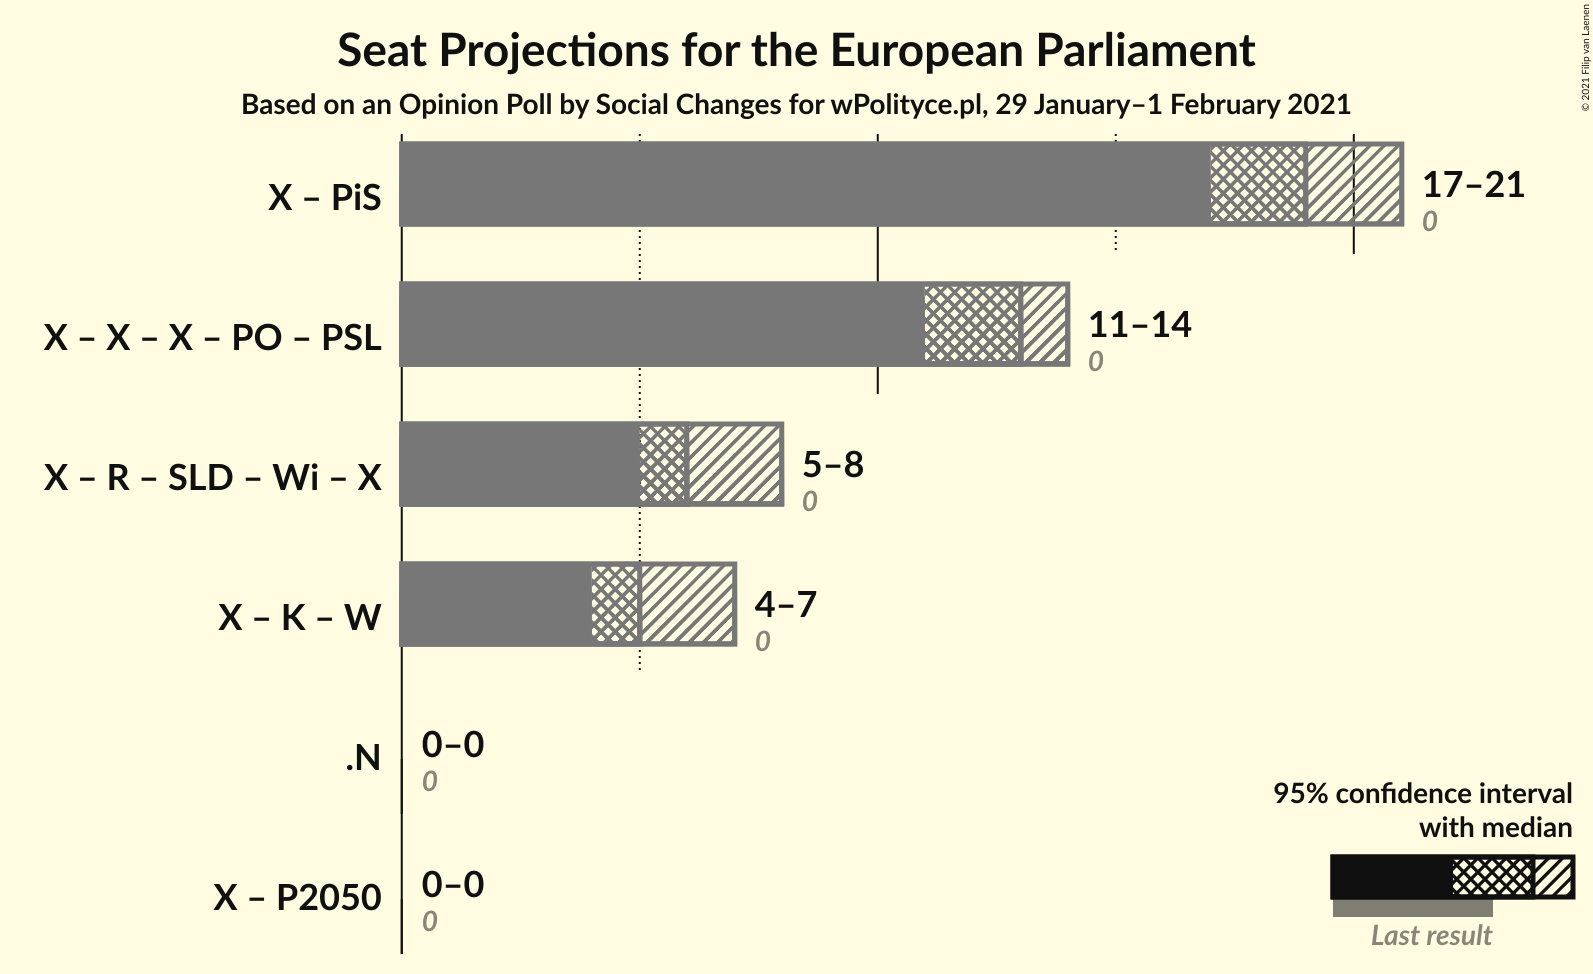 Seat Projections for the European Parliament
Based on an Opinion Poll by Social Changes for wPolityce.pl, 29 January–1 February 2021
© 2021 Filip van Laenen
X – PiS
17–21
0
X – X – X – PO – PSL
11–14
0
X – R – SLD – Wi – X
5–8
0
X – K – W
4–7
0
.N
0–0
0
X – P2050
0–0
0
95% confidence interval
with median
Last result